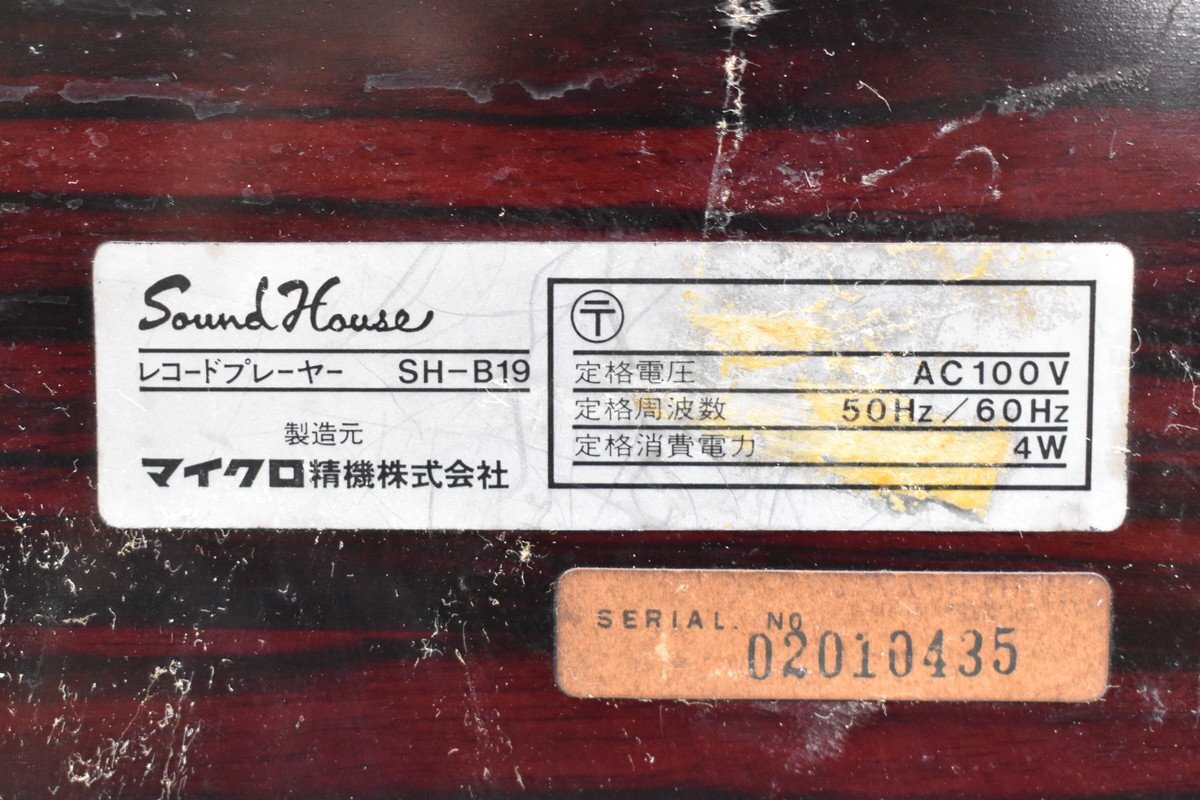 Sound House
レコードプレーヤー SH-B19
製造元
マイクロ精機株式会社
〒
定格電圧 AC100V
定格周波数 50Hz/60Hz
定格消費電力 4W
SERIAL. No
02010435